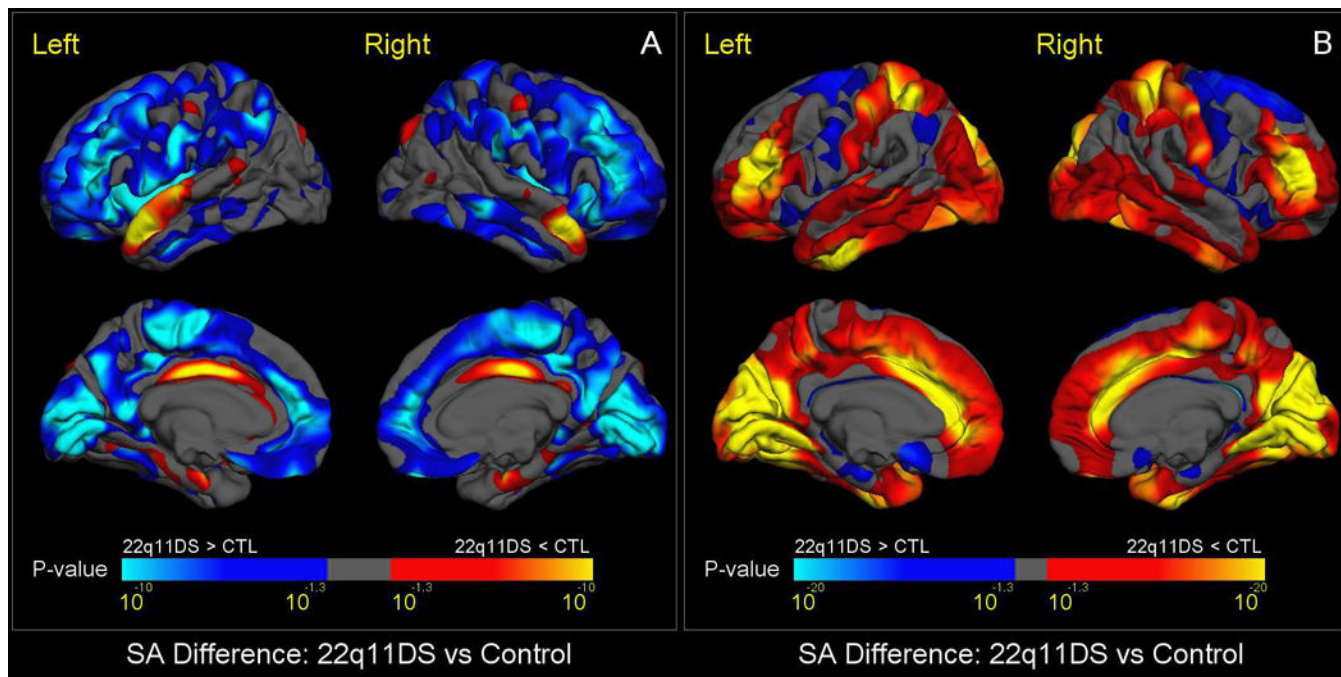 Left Right A
22q11DS > CTL 22q11DS < CTL
P-value
10^-10 10^-1.3 10^-1.3 10^-10
SA Difference: 22q11DS vs Control
Left Right B
22q11DS > CTL 22q11DS < CTL
P-value
10^-20 10^-1.3 10^-1.3 10^-20
SA Difference: 22q11DS vs Control